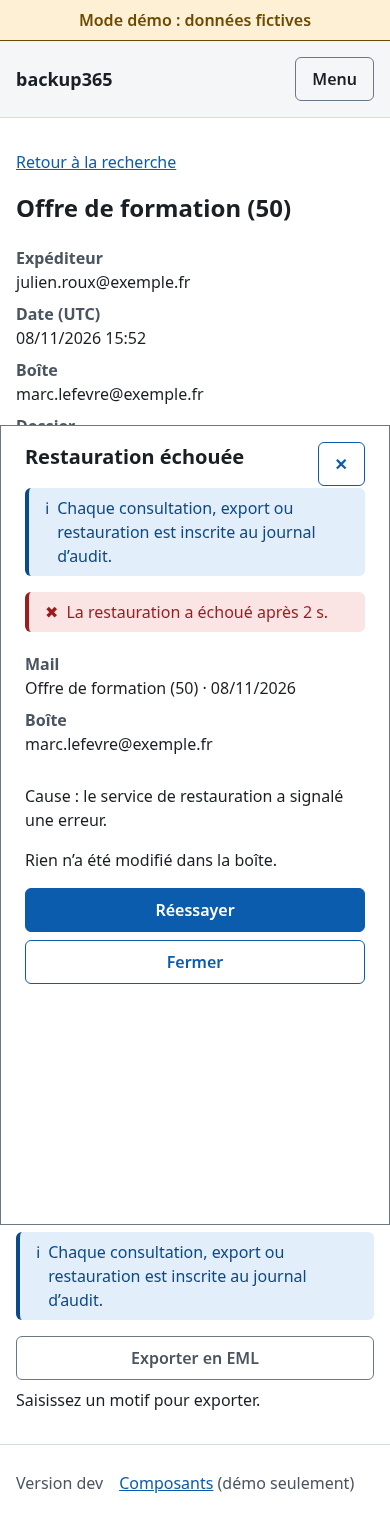 Mode démo : données fictives
backup365
Menu
Retour à la recherche
Offre de formation (50)
Expéditeur
julien.roux@exemple.fr
Date (UTC)
08/11/2026 15:52
Boîte
marc.lefevre@exemple.fr
Dossier
Restauration échouée
✕
i Chaque consultation, export ou
restauration est inscrite au journal
d’audit.
✖ La restauration a échoué après 2 s.
Mail
Offre de formation (50) · 08/11/2026
Boîte
marc.lefevre@exemple.fr
Cause : le service de restauration a signalé
une erreur.
Rien n’a été modifié dans la boîte.
Réessayer
Fermer
i Chaque consultation, export ou
restauration est inscrite au journal
d’audit.
Exporter en EML
Saisissez un motif pour exporter.
Version dev Composants (démo seulement)